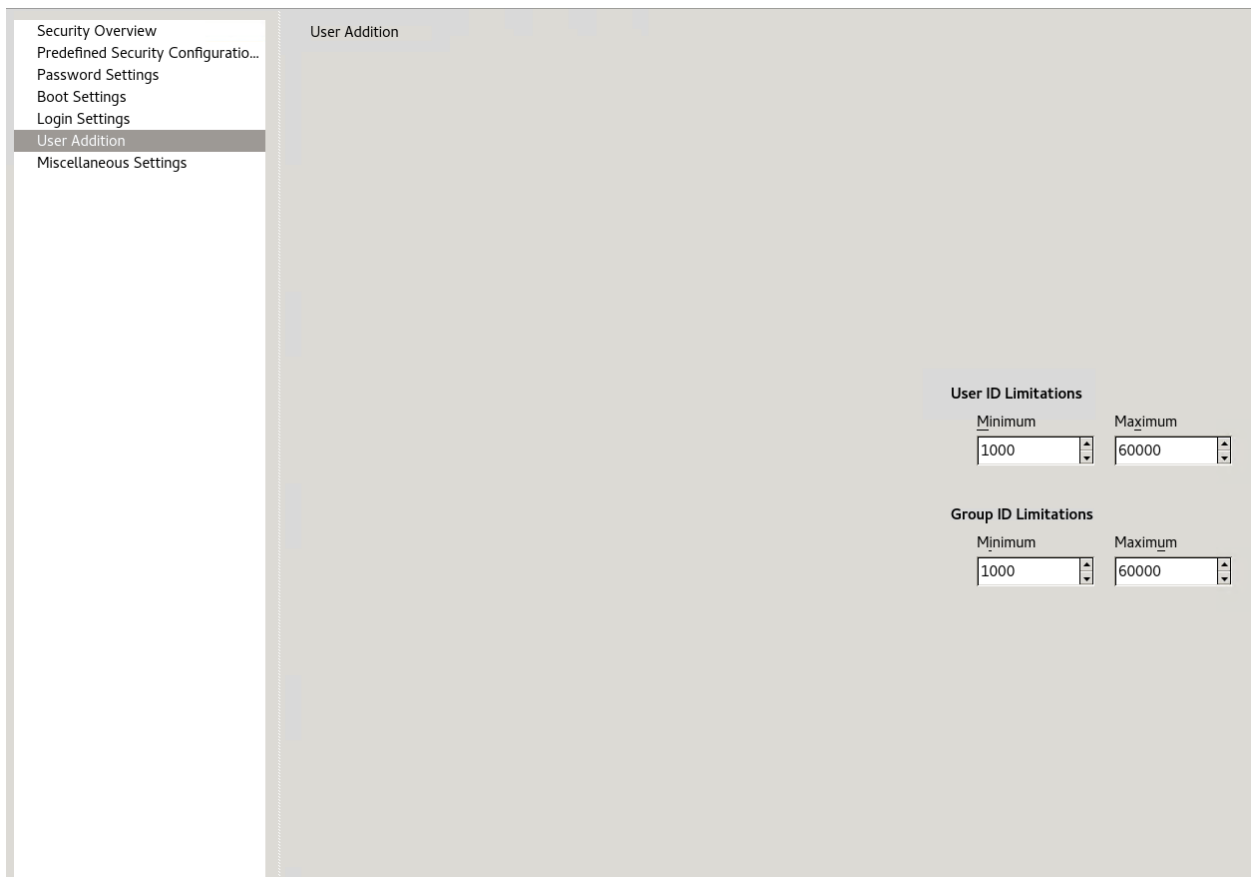 Security Overview
Predefined Security Configuratio...
Password Settings
Boot Settings
Login Settings
User Addition
Miscellaneous Settings
User Addition
User ID Limitations
Minimum Maximum
1000 60000
Group ID Limitations
Minimum Maximum
1000 60000